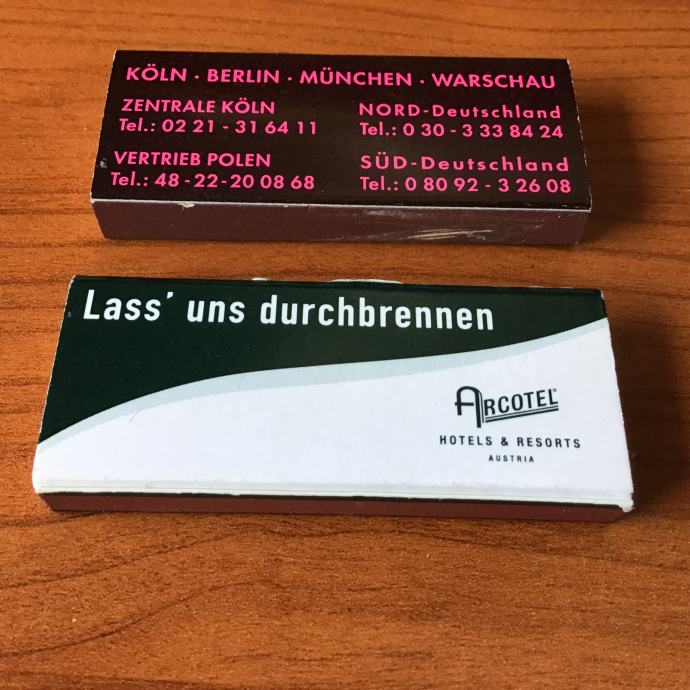 KÖLN · BERLIN · MÜNCHEN · WARSCHAU
ZENTRALE KÖLN
Tel.: 02 21 - 31 64 11
NORD-Deutschland
Tel.: 0 30 - 3 33 84 24
VERTRIEB POLEN
Tel.: 48 - 22 - 20 08 68
SÜD-Deutschland
Tel.: 0 80 92 - 3 26 08
Lass' uns durchbrennen
ARCOTEL®
HOTELS & RESORTS
AUSTRIA